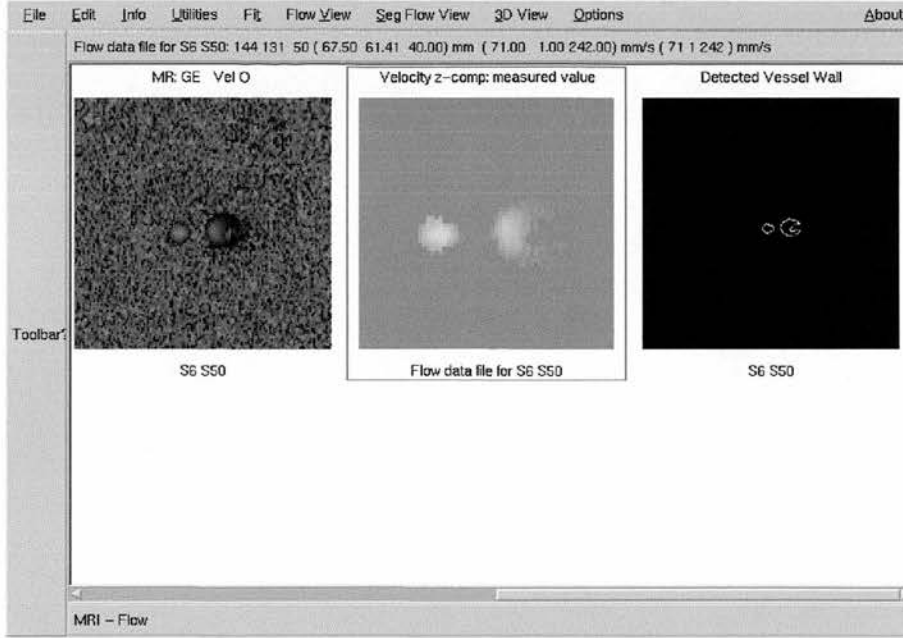 File Edit Info Utilities Fit Flow View Seg Flow View 3D View Options About
Flow data file for S6 S50: 144 131 50 ( 67.50 61.41 40.00) mm ( 71.00 1.00 242.00) mm/s ( 71 1 242 ) mm/s
MR: GE Vel O Velocity z-comp: measured value Detected Vessel Wall
Toolbar?
S6 S50 Flow data file for S6 S50 S6 S50
MRI - Flow